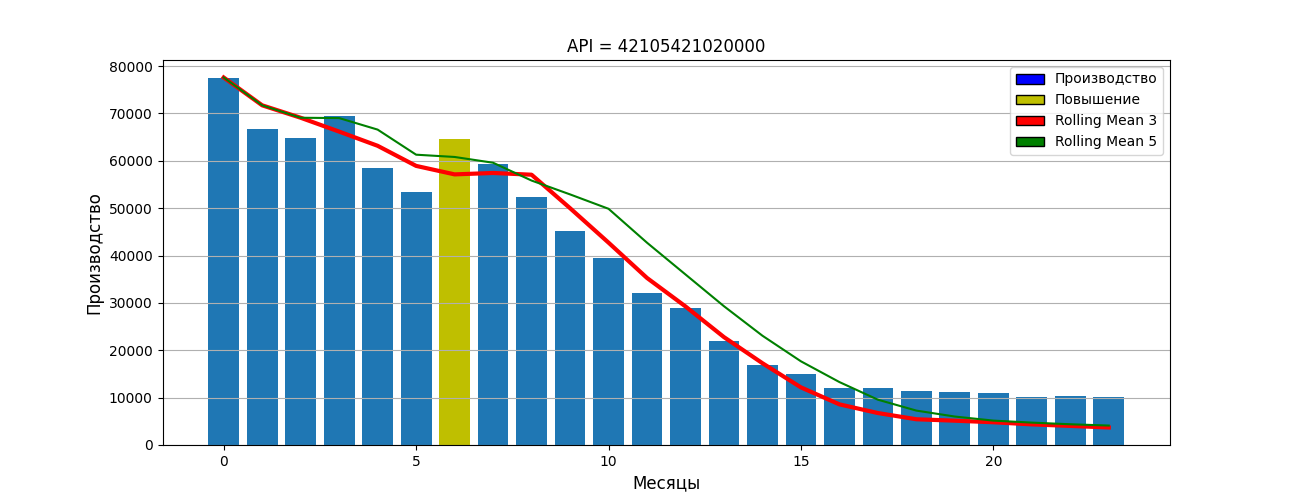 API = 42105421020000
80000
70000
60000
50000
40000
30000
20000
10000
0
Производство
Производство
Повышение
Rolling Mean 3
Rolling Mean 5
0
5
10
15
20
Месяцы